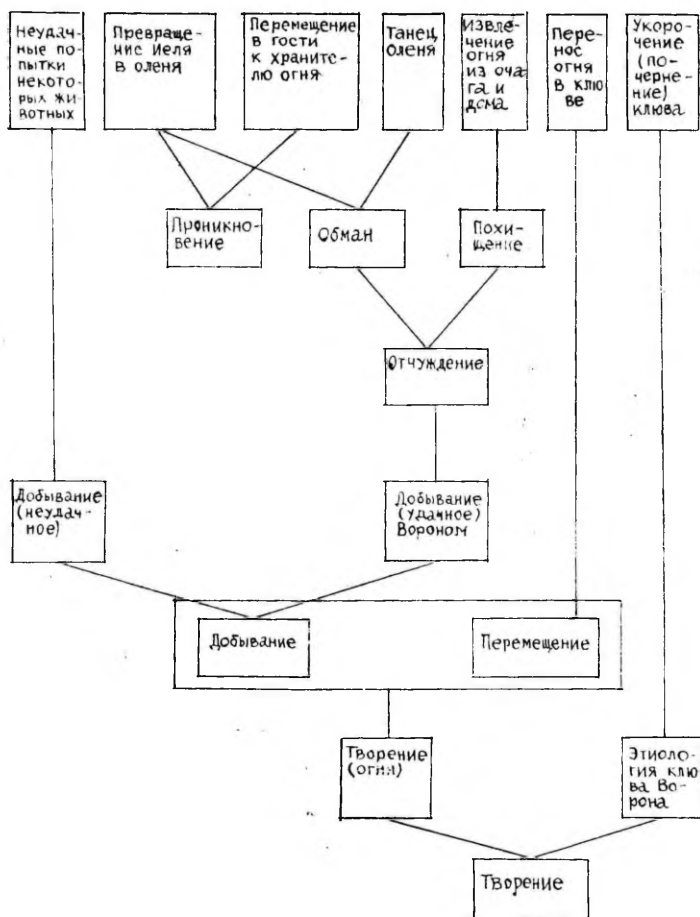 Неудач-
ные по-
пытки
некото-
рых жи-
вотных
Превраще-
ние Йеля
в оленя
Перемещение
в гости
к храните-
лю огня
Танец
оленя
Извле-
чение
огня
из оча-
га и
дома
Пере-
нос
огня
в клю-
ве
Укоро-
чение
(по-
черне-
ние)
клюва
Проникно-
вение
Обман
Похи-
щение
Отчуждение
Добывание
(неудач-
ное)
Добывание
(удачное)
Вороном
Добывание
Перемещение
Творение
(огня)
Этиоло-
гия клю-
ва Во-
рона
Творение